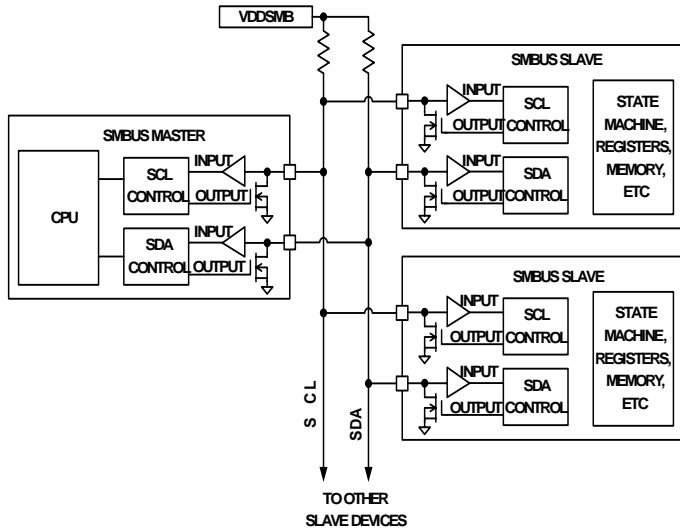 VDDSMB
SMBUS MASTER
CPU
SCL
CONTROL
INPUT
OUTPUT
SDA
CONTROL
INPUT
OUTPUT
SMBUS SLAVE
INPUT
OUTPUT
SCL
CONTROL
INPUT
OUTPUT
SDA
CONTROL
STATE
MACHINE,
REGISTERS,
MEMORY,
ETC
SMBUS SLAVE
INPUT
OUTPUT
SCL
CONTROL
INPUT
OUTPUT
SDA
CONTROL
STATE
MACHINE,
REGISTERS,
MEMORY,
ETC
S CL
SDA
TO OTHER
SLAVE DEVICES